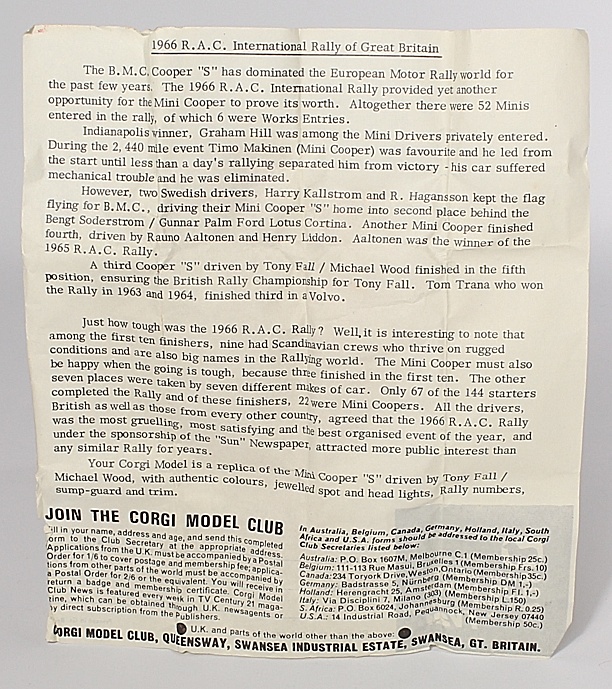 1966 R.A.C. International Rally of Great Britain
The B.M.C. Cooper "S" has dominated the European Motor Rally world for
the past few years. The 1966 R.A.C. International Rally provided yet another
opportunity for the Mini Cooper to prove its worth. Altogether there were 52 Minis
entered in the rally, of which 6 were Works Entries.
Indianapolis winner, Graham Hill was among the Mini Drivers privately entered.
During the 2,440 mile event Timo Makinen (Mini Cooper) was favourite and he led from
the start until less than a day's rallying separated him from victory - his car suffered
mechanical trouble and he was eliminated.
However, two Swedish drivers, Harry Kallstrom and R. Hagansson kept the flag
flying for B.M.C., driving their Mini Cooper "S" home into second place behind the
Bengt Soderstrom / Gunnar Palm Ford Lotus Cortina. Another Mini Cooper finished
fourth, driven by Rauno Aaltonen and Henry Liddon. Aaltonen was the winner of the
1965 R.A.C. Rally.
A third Cooper "S" driven by Tony Fall / Michael Wood finished in the fifth
position, ensuring the British Rally Championship for Tony Fall. Tom Trana who won
the Rally in 1963 and 1964, finished third in a Volvo.
Just how tough was the 1966 R.A.C. Rally? Well, it is interesting to note that
among the first ten finishers, nine had Scandinavian crews who thrive on rugged
conditions and are also big names in the Rallying world. The Mini Cooper must also
be happy when the going is tough, because three finished in the first ten. The other
seven places were taken by seven different makes of car. Only 67 of the 144 starters
completed the Rally and of these finishers, 22 were Mini Coopers. All the drivers,
British as well as those from every other country, agreed that the 1966 R.A.C. Rally
was the most gruelling, most satisfying and the best organised event of the year, and
under the sponsorship of the "Sun" Newspaper, attracted more public interest than
any similar Rally for years.
Your Corgi Model is a replica of the Mini Cooper "S" driven by Tony Fall /
Michael Wood, with authentic colours, jewelled spot and head lights, Rally numbers,
sump-guard and trim.
JOIN THE CORGI MODEL CLUB
ill in your name, address and age, and send this completed
orm to the Club Secretary at the appropriate address.
Applications from the U.K. must be accompanied by a Postal
Order for 1/6 to cover postage and membership fee; applica-
tions from other parts of the world must be accompanied by
a Postal Order for 2/6 or the equivalent. You will receive in
return a badge and membership certificate. Corgi Model
Club News is featured every week in TV Century 21 maga-
zine, which can be obtained through U.K. newsagents or
by direct subscription from the Publishers.
In Australia, Belgium, Canada, Germany, Holland, Italy, South
Africa and U.S.A. forms should be addressed to the local Corgi
Club Secretaries listed below:
Australia: P.O. Box 1607M, Melbourne C.1 (Membership 25c.)
Belgium: 111-113 Rue Masui, Bruxelles 1 (Membership Frs. 10)
Canada: 234 Toryork Drive, Weston, Ontario (Membership 35c.)
Germany: Badstrasse 5, Nürnberg (Membership DM 1,-)
Holland: Herengracht 25, Amsterdam (Membership Fl. 1,-)
Italy: Via Disciplini 7, Milano (303) (Membership L.150)
S. Africa: P.O. Box 6024, Johannesburg (Membership R. 0.25)
U.S.A.: 14 Industrial Road, Pequannock, New Jersey 07440
(Membership 50c.)
U.K. and parts of the world other than the above:
CORGI MODEL CLUB, QUEENSWAY, SWANSEA INDUSTRIAL ESTATE, SWANSEA, GT. BRITAIN.